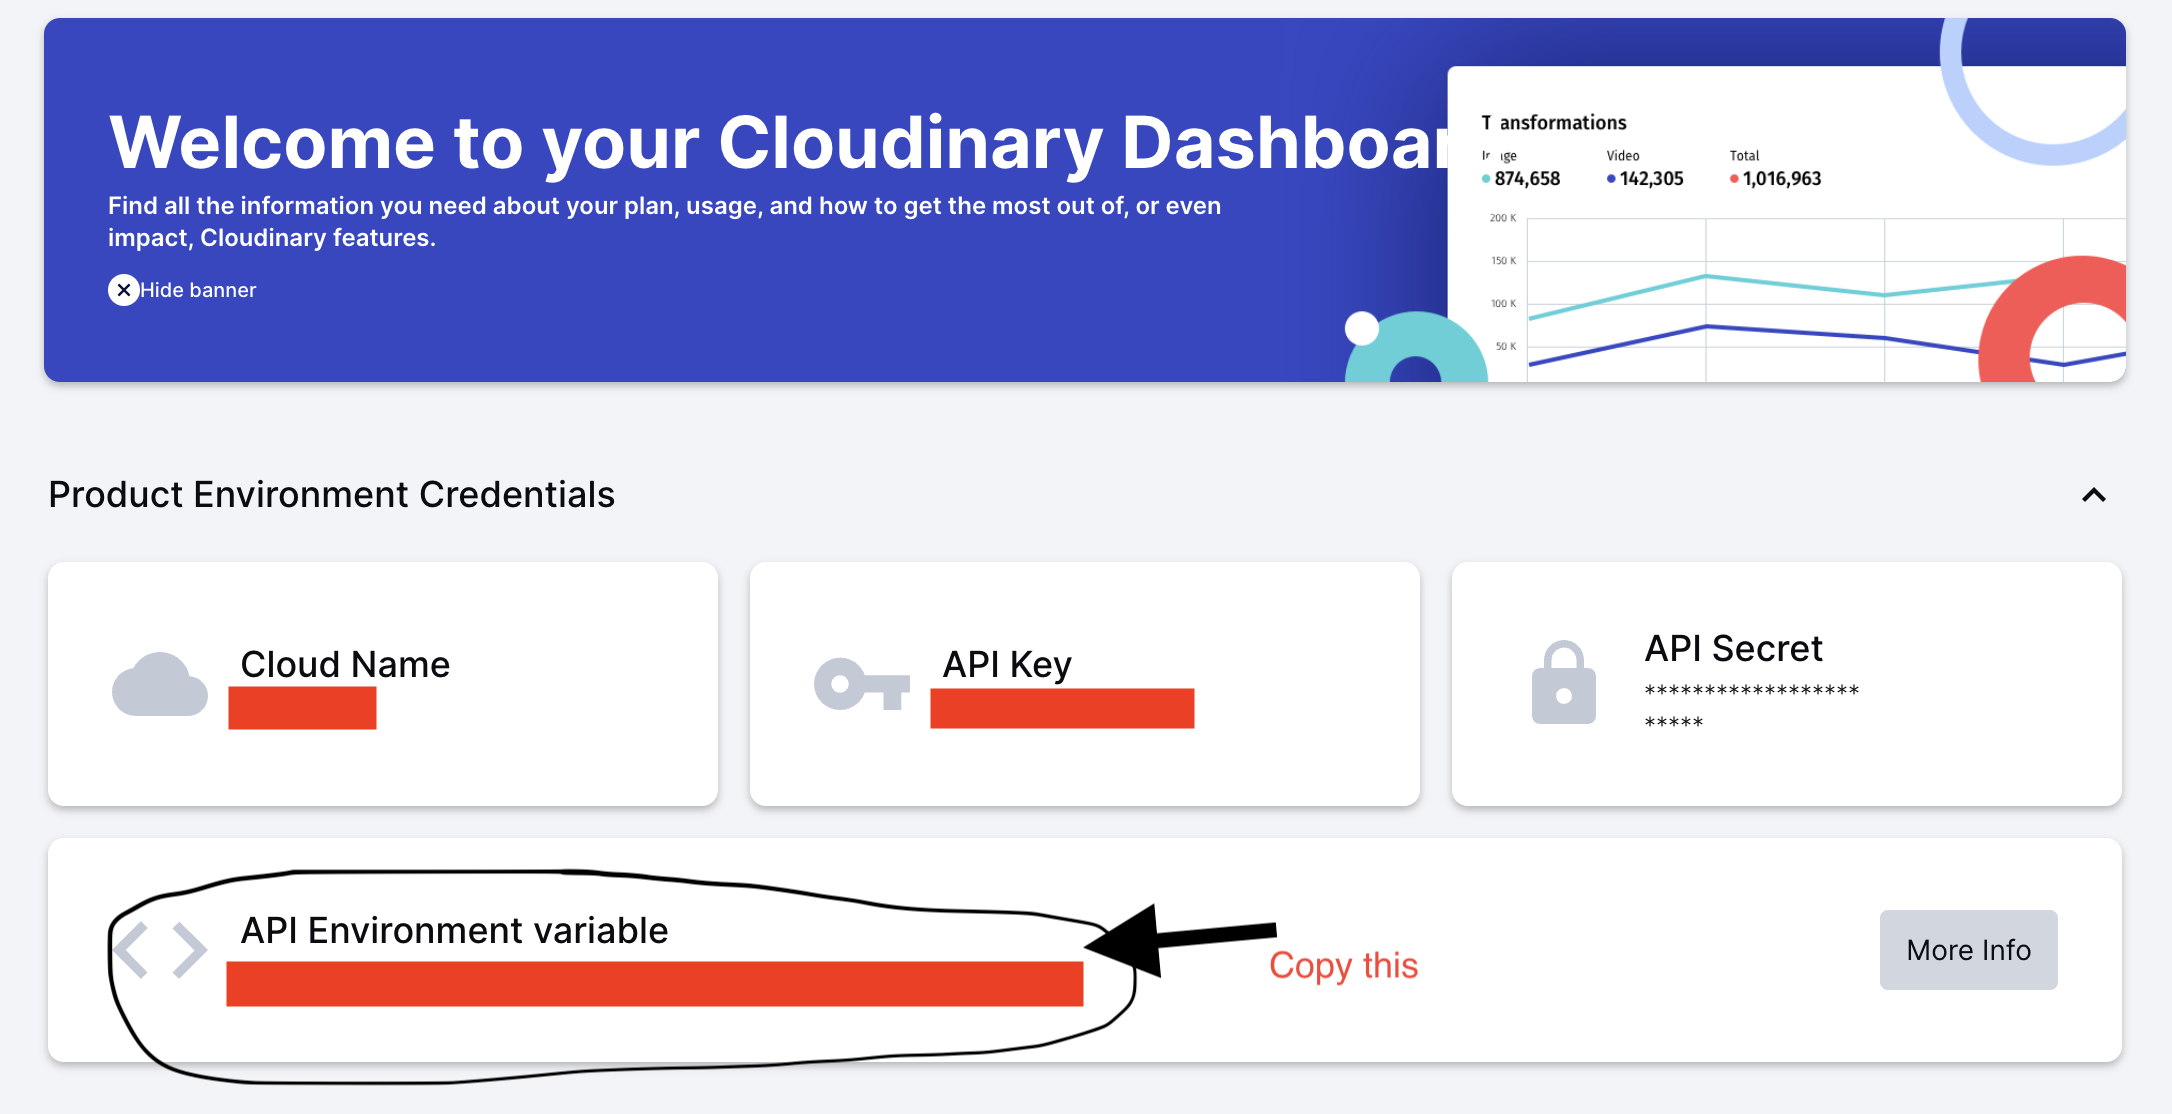 Welcome to your Cloudinary Dashboar
Find all the information you need about your plan, usage, and how to get the most out of, or even
impact, Cloudinary features.
Hide banner
Transformations
Image Video Total
874,658 142,305 1,016,963
200 K
150 K
100 K
50 K
Product Environment Credentials
Cloud Name
API Key
API Secret
******************
*****
API Environment variable
Copy this
More Info